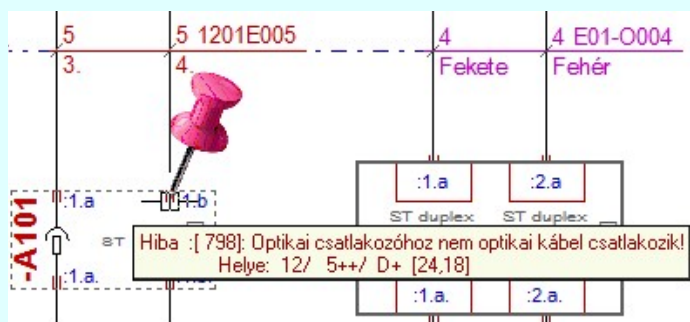 5 5 1201E005 4 4 E01-O004
3. 4. Fekete Fehér
-A101 :1.a 1.b :1.a :2.a
ST ST duplex ST duplex
Hiba :[ 798]: Optikai csatlakozóhoz nem optikai kábel csatlakozik!
Helye: 12/ 5++/ D+ [24,18]
:1.a. :1.a. :2.a.